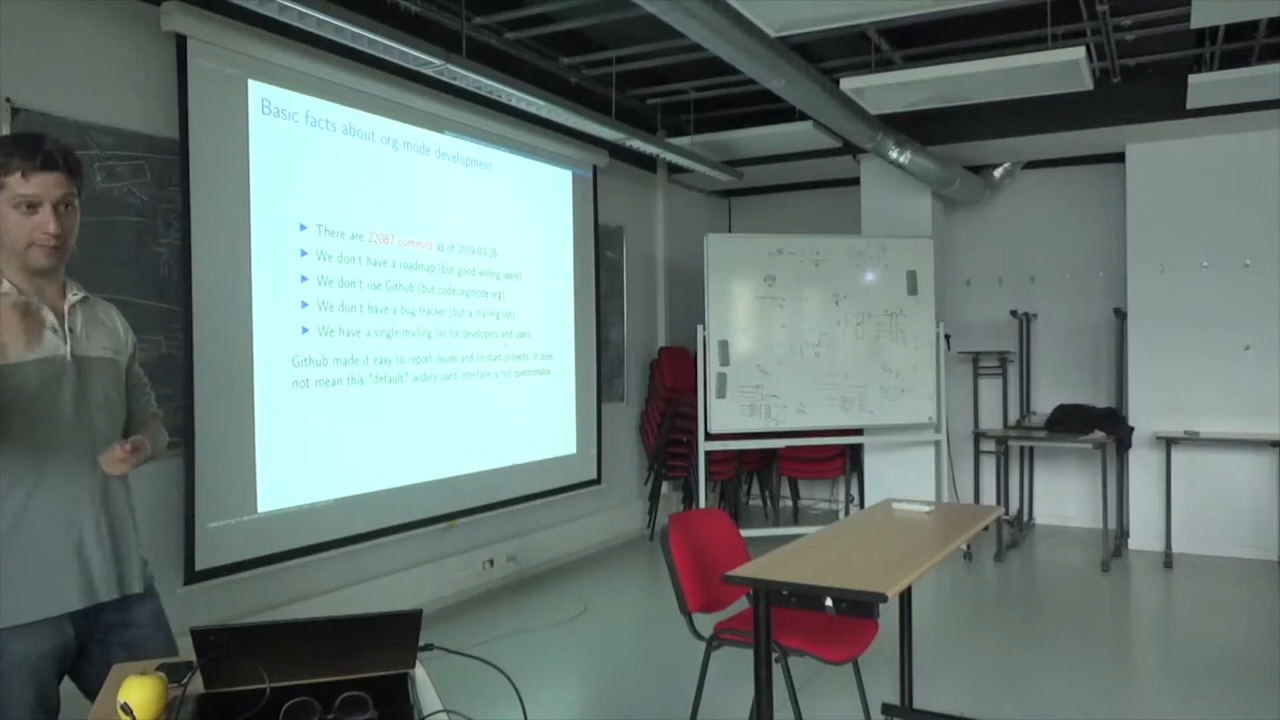 Basic facts about org-mode development
There are 22087 commits as of 2019-03-28
We don't have a roadmap (but good willing users)
We don't use Github (but code.orgmode.org)
We don't have a bug tracker (but a mailing list)
We have a single mailing list for developers and users
Github made it easy to report issues and to start projects: it does
not mean this "default" widely used interface is not questionable.